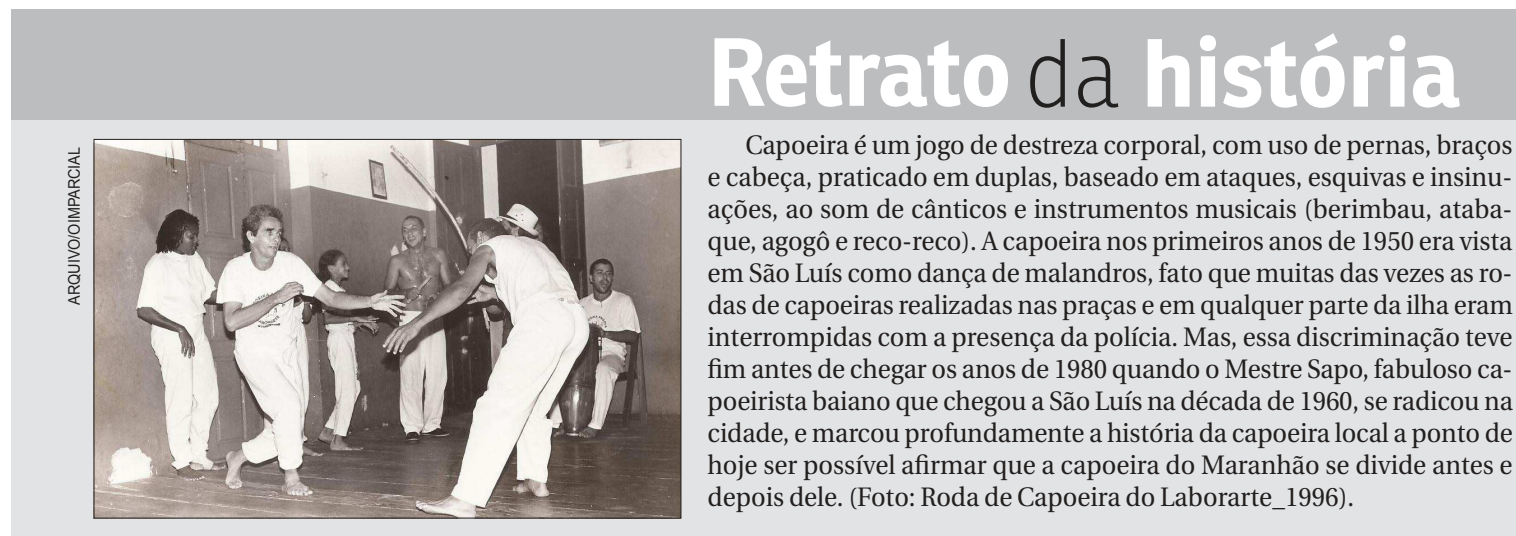 Retrato da história
ARQUIVO/OIMPARCIAL
Capoeira é um jogo de destreza corporal, com uso de pernas, braços
e cabeça, praticado em duplas, baseado em ataques, esquivas e insinu-
ações, ao som de cânticos e instrumentos musicais (berimbau, ataba-
que, agogô e reco-reco). A capoeira nos primeiros anos de 1950 era vista
em São Luís como dança de malandros, fato que muitas das vezes as ro-
das de capoeiras realizadas nas praças e em qualquer parte da ilha eram
interrompidas com a presença da polícia. Mas, essa discriminação teve
fim antes de chegar os anos de 1980 quando o Mestre Sapo, fabuloso ca-
poeirista baiano que chegou a São Luís na década de 1960, se radicou na
cidade, e marcou profundamente a história da capoeira local a ponto de
hoje ser possível afirmar que a capoeira do Maranhão se divide antes e
depois dele. (Foto: Roda de Capoeira do Laborarte_1996).